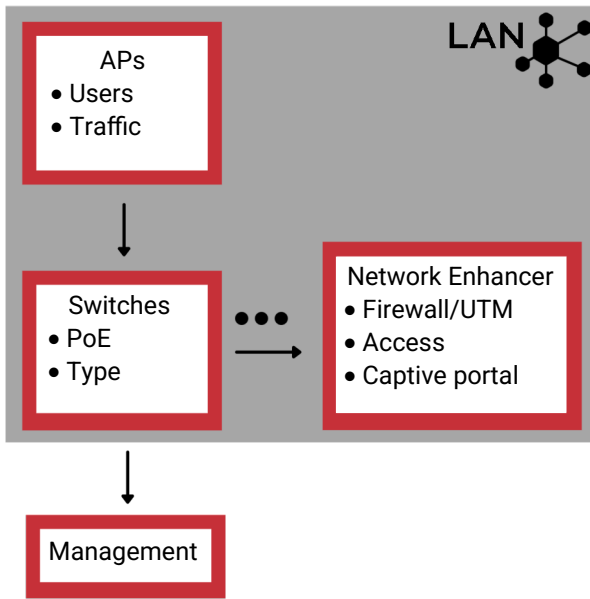 LAN
APs
• Users
• Traffic
Switches
• PoE
• Type
Network Enhancer
• Firewall/UTM
• Access
• Captive portal
Management